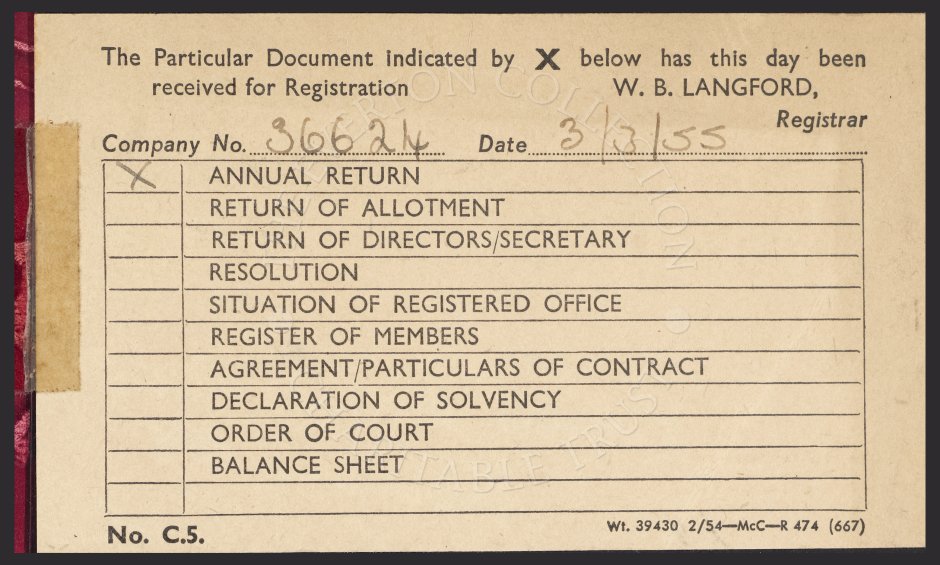 The Particular Document indicated by X below has this day been
received for Registration W. B. LANGFORD,
Registrar
Company No. 36624 Date 3/3/55
X ANNUAL RETURN
RETURN OF ALLOTMENT
RETURN OF DIRECTORS/SECRETARY
RESOLUTION
SITUATION OF REGISTERED OFFICE
REGISTER OF MEMBERS
AGREEMENT/PARTICULARS OF CONTRACT
DECLARATION OF SOLVENCY
ORDER OF COURT
BALANCE SHEET
No. C.5. Wt. 39430 2/54—McC—R 474 (667)